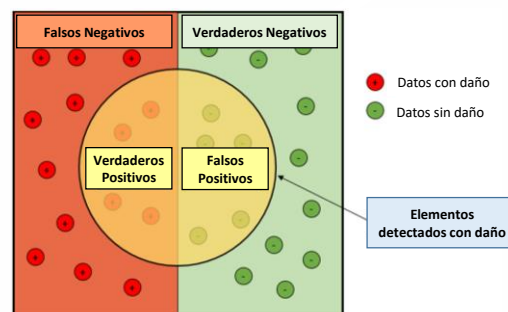 Falsos Negativos
Verdaderos Negativos
Datos con daño
Datos sin daño
Verdaderos
Positivos
Falsos
Positivos
Elementos
detectados con daño